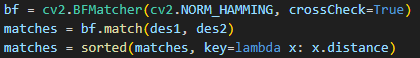 bf = cv2.BFMatcher(cv2.NORM_HAMMING, crossCheck=True)
matches = bf.match(des1, des2)
matches = sorted(matches, key=lambda x: x.distance)